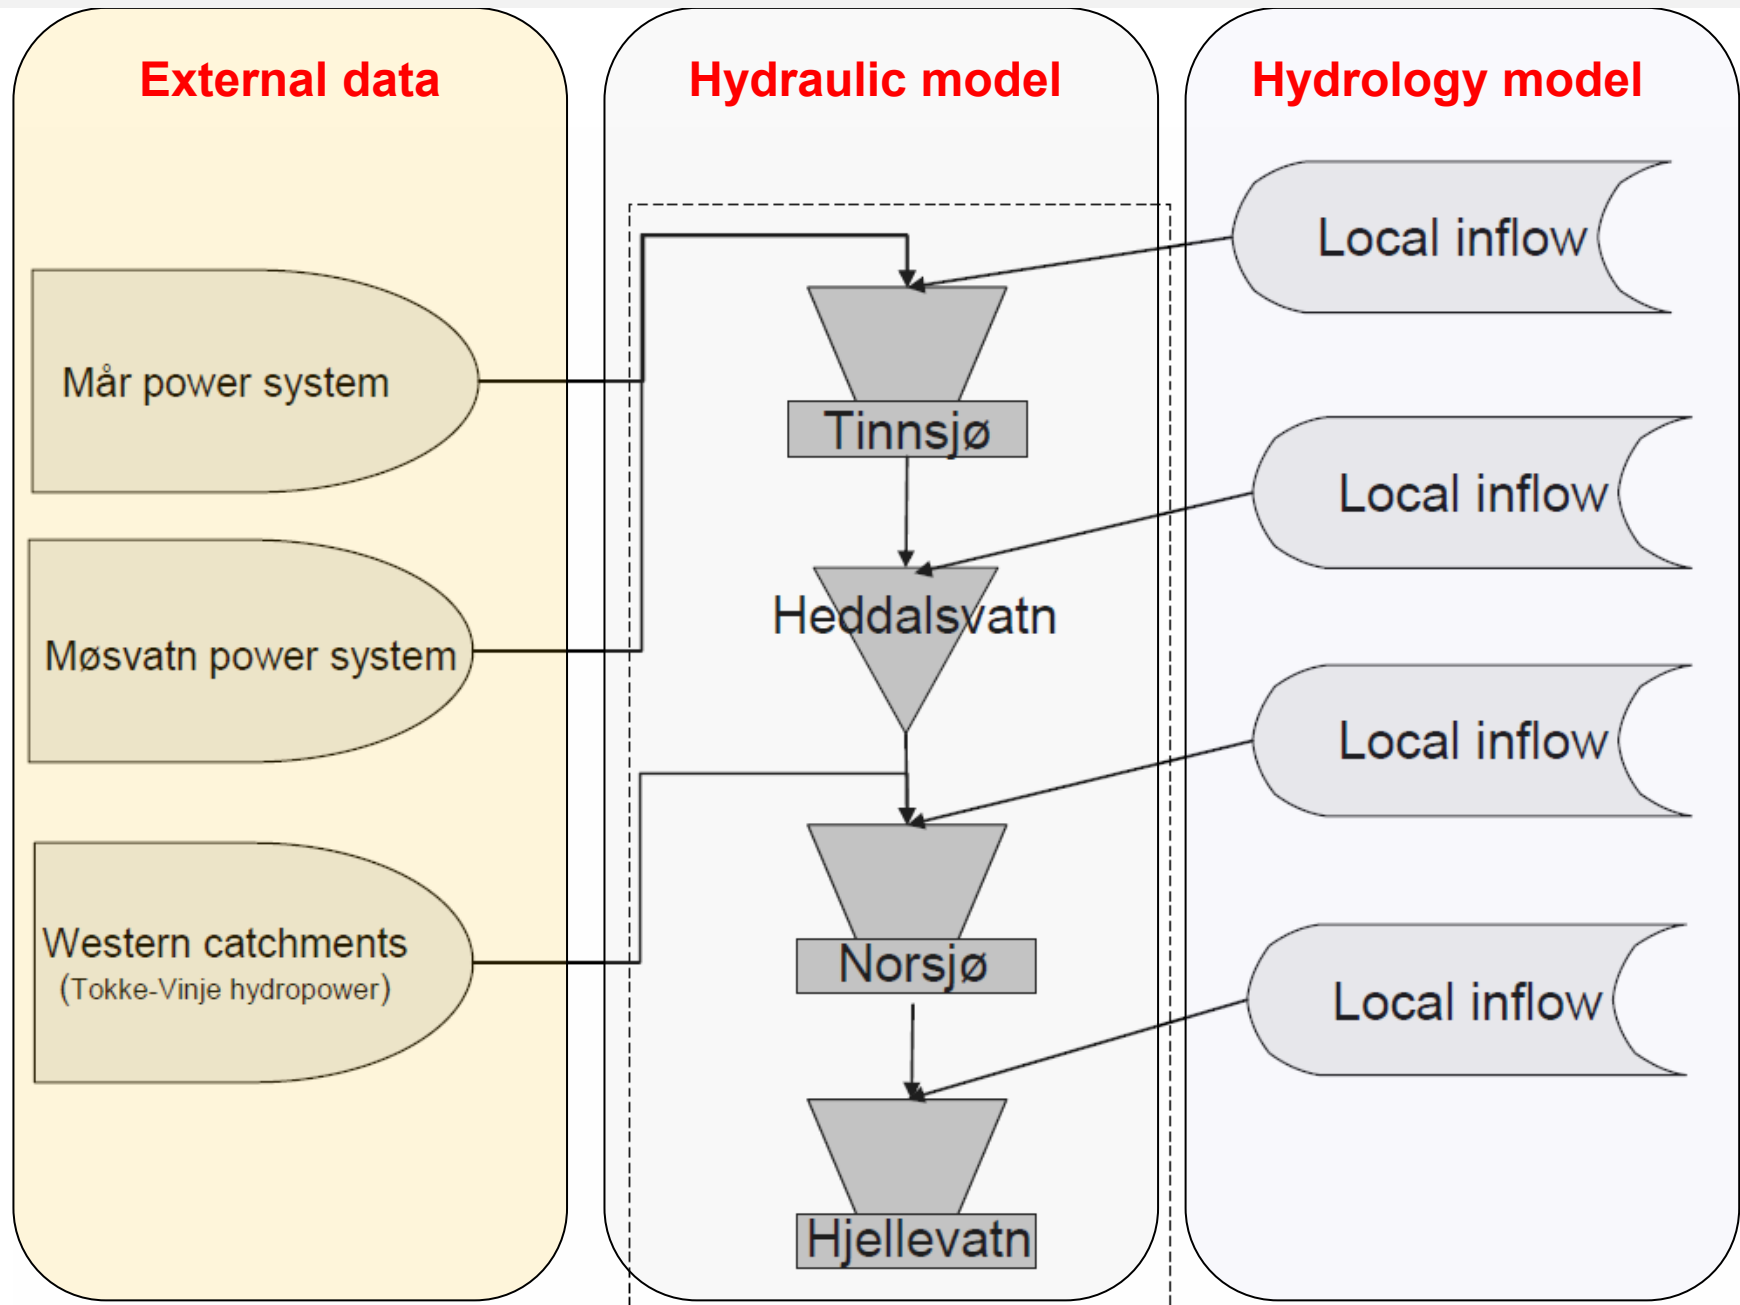 External data
Mår power system
Møsvatn power system
Western catchments
(Tokke-Vinje hydropower)
Hydraulic model
Tinnsjø
Heddalsvatn
Norsjø
Hjellevatn
Hydrology model
Local inflow
Local inflow
Local inflow
Local inflow